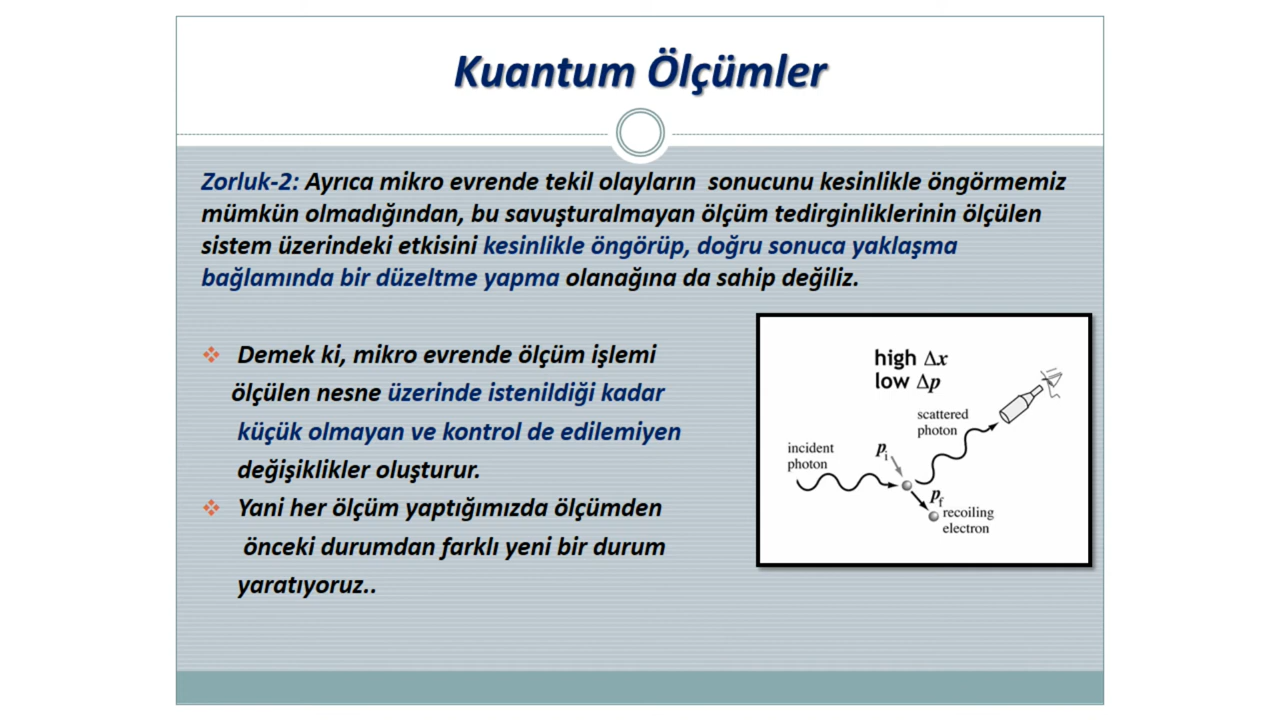 Kuantum Ölçümler
Zorluk-2: Ayrıca mikro evrende tekil olayların sonucunu kesinlikle öngörmemiz
mümkün olmadığından, bu savuşturalmayan ölçüm tedirginliklerinin ölçülen
sistem üzerindeki etkisini kesinlikle öngörüp, doğru sonuca yaklaşma
bağlamında bir düzeltme yapma olanağına da sahip değiliz.
❖ Demek ki, mikro evrende ölçüm işlemi
ölçülen nesne üzerinde istenildiği kadar
küçük olmayan ve kontrol de edilemiyen
değişiklikler oluşturur.
❖ Yani her ölçüm yaptığımızda ölçümden
önceki durumdan farklı yeni bir durum
yaratıyoruz..
high Δx
low Δp
scattered
photon
incident
photon
pi
pf
recoiling
electron